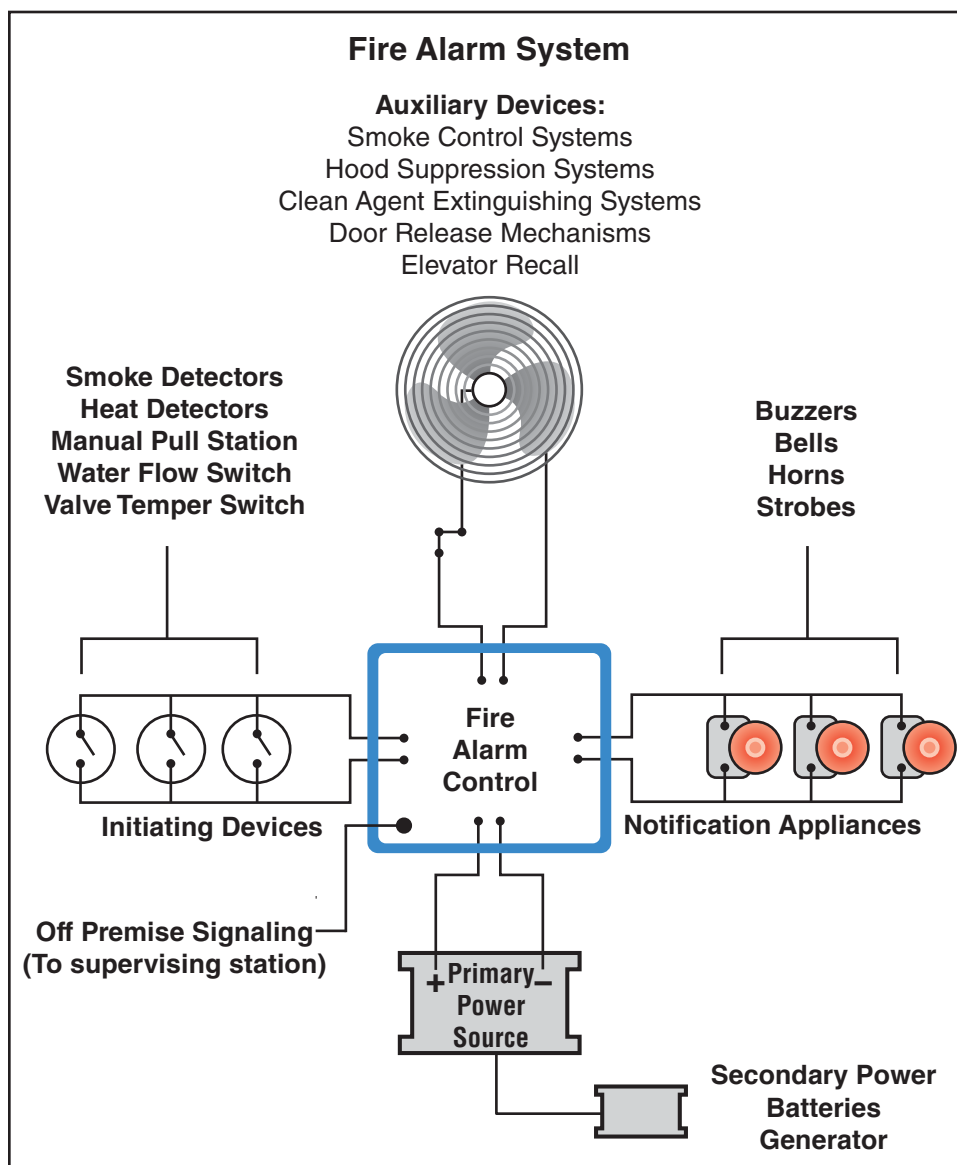 Fire Alarm System
Auxiliary Devices:
Smoke Control Systems
Hood Suppression Systems
Clean Agent Extinguishing Systems
Door Release Mechanisms
Elevator Recall
Smoke Detectors
Heat Detectors
Manual Pull Station
Water Flow Switch
Valve Temper Switch
Buzzers
Bells
Horns
Strobes
Fire
Alarm
Control
Initiating Devices
Notification Appliances
Off Premise Signaling
(To supervising station)
+ Primary –
Power
Source
Secondary Power
Batteries
Generator